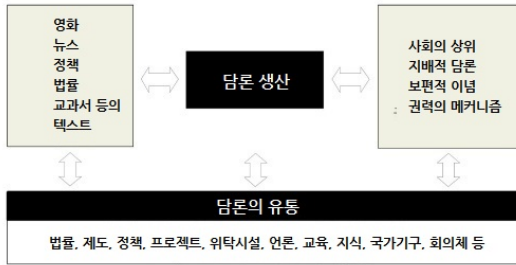 영화
뉴스
정책
법률
교과서 등의
텍스트
담론 생산
사회의 상위
지배적 담론
보편적 이념
: 권력의 메커니즘
담론의 유통
법률, 제도, 정책, 프로젝트, 위탁시설, 언론, 교육, 지식, 국가기구, 회의체 등